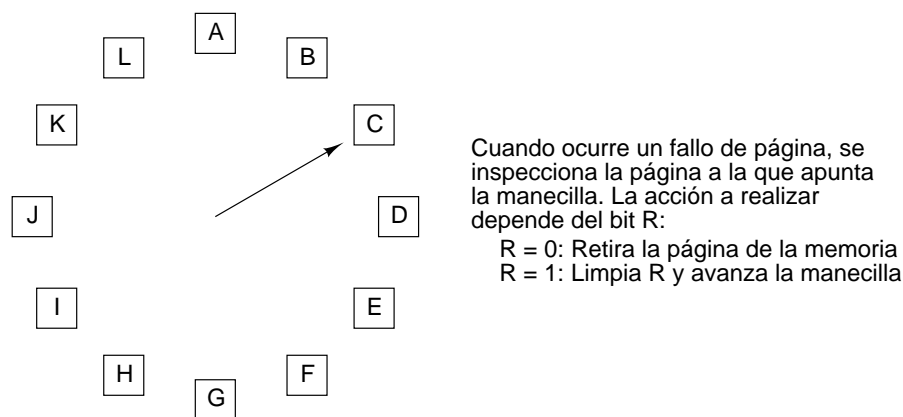 A
L
B
K
C
J
D
I
E
H
F
G
Cuando ocurre un fallo de página, se
inspecciona la página a la que apunta
la manecilla. La acción a realizar
depende del bit R:
R = 0: Retira la página de la memoria
R = 1: Limpia R y avanza la manecilla